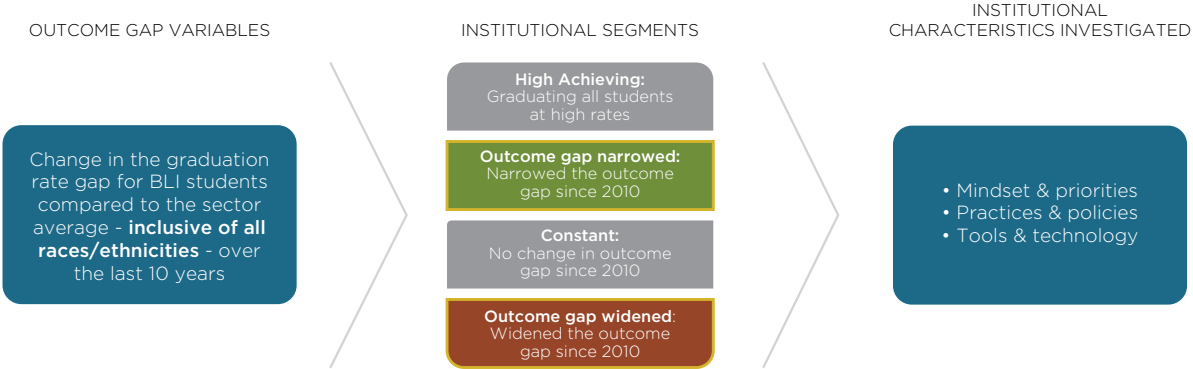 OUTCOME GAP VARIABLES
Change in the graduation
rate gap for BLI students
compared to the sector
average - inclusive of all
races/ethnicities - over
the last 10 years
INSTITUTIONAL SEGMENTS
High Achieving:
Graduating all students
at high rates
Outcome gap narrowed:
Narrowed the outcome
gap since 2010
Constant:
No change in outcome
gap since 2010
Outcome gap widened:
Widened the outcome
gap since 2010
INSTITUTIONAL
CHARACTERISTICS INVESTIGATED
• Mindset & priorities
• Practices & policies
• Tools & technology